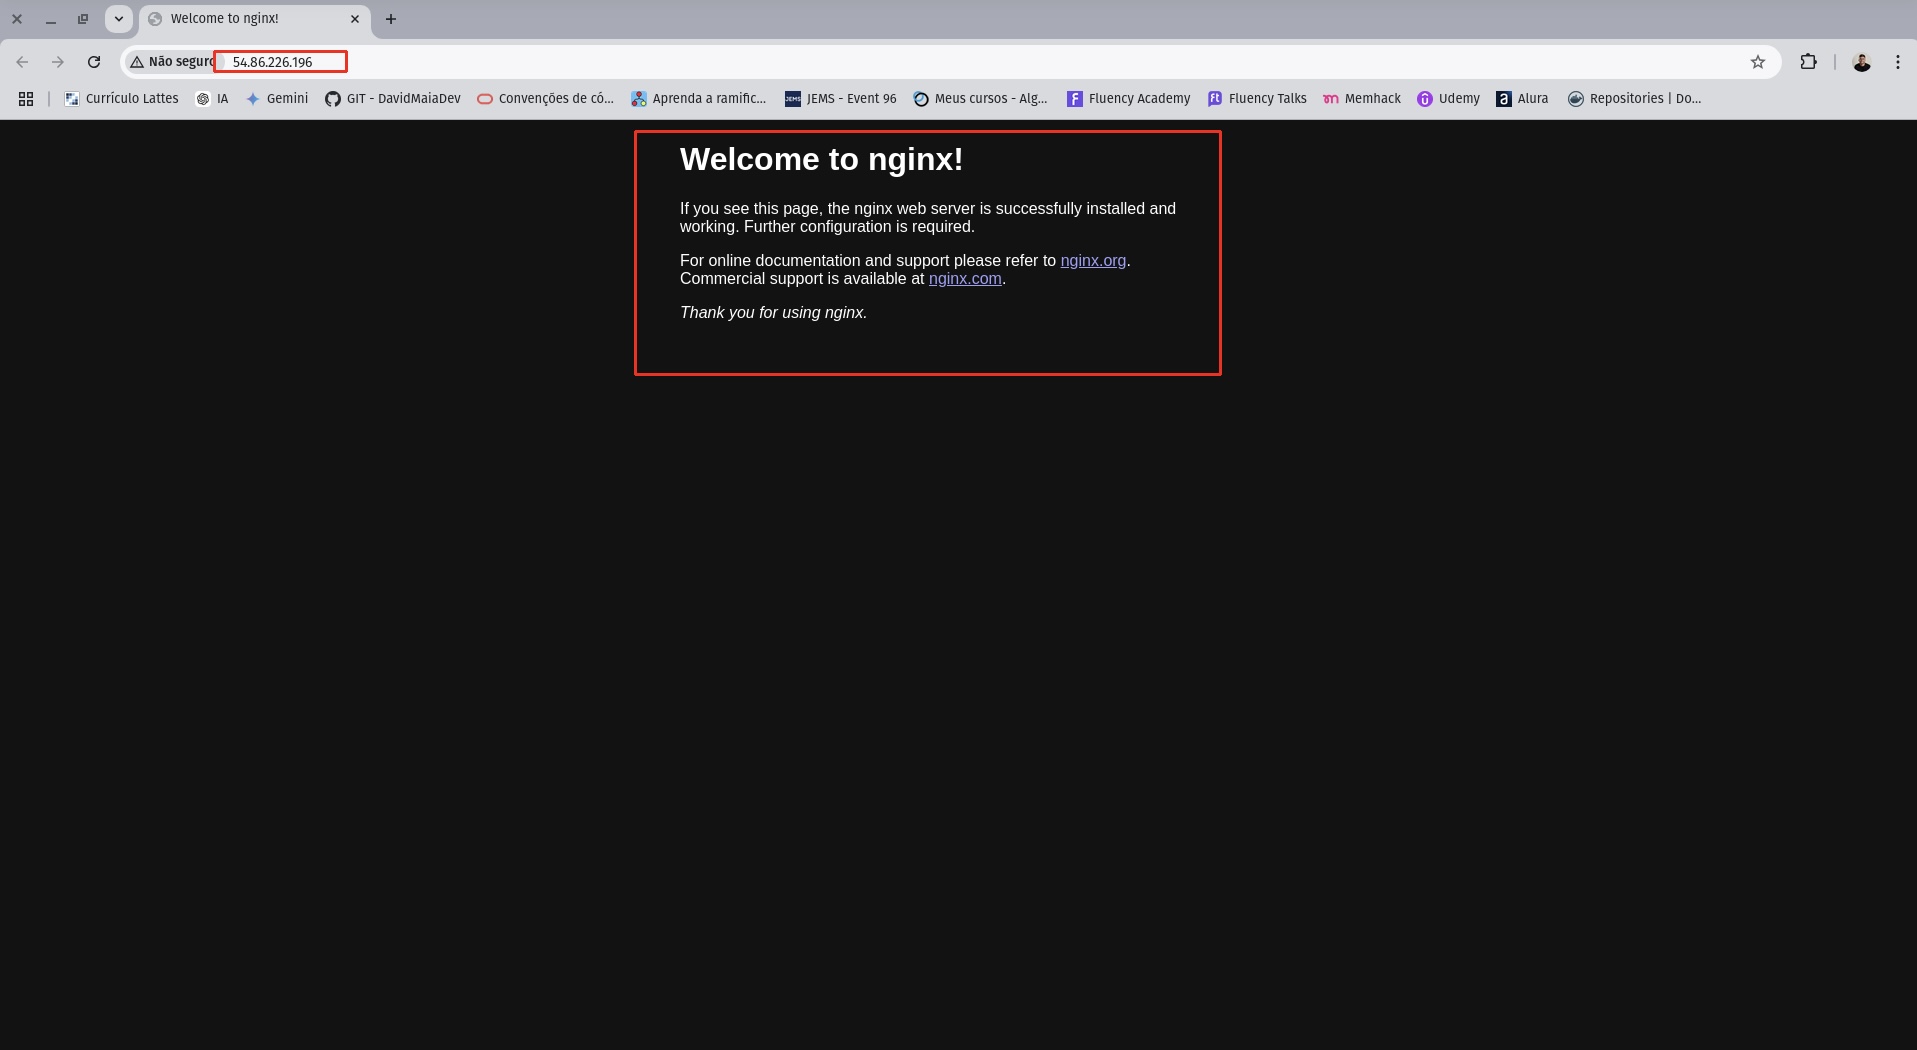 Welcome to nginx!
Não seguro 54.86.226.196
Currículo Lattes IA Gemini GIT - DavidMaiaDev Convenções de có... Aprenda a ramific... JEMS JEMS - Event 96 Meus cursos - Alg... Fluency Academy Fluency Talks Memhack Udemy Alura Repositories | Do...
Welcome to nginx!
If you see this page, the nginx web server is successfully installed and
working. Further configuration is required.
For online documentation and support please refer to nginx.org.
Commercial support is available at nginx.com.
Thank you for using nginx.